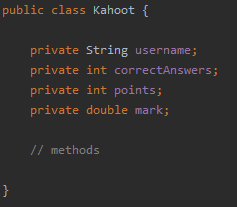 public class Kahoot {
private String username;
private int correctAnswers;
private int points;
private double mark;
// methods
}